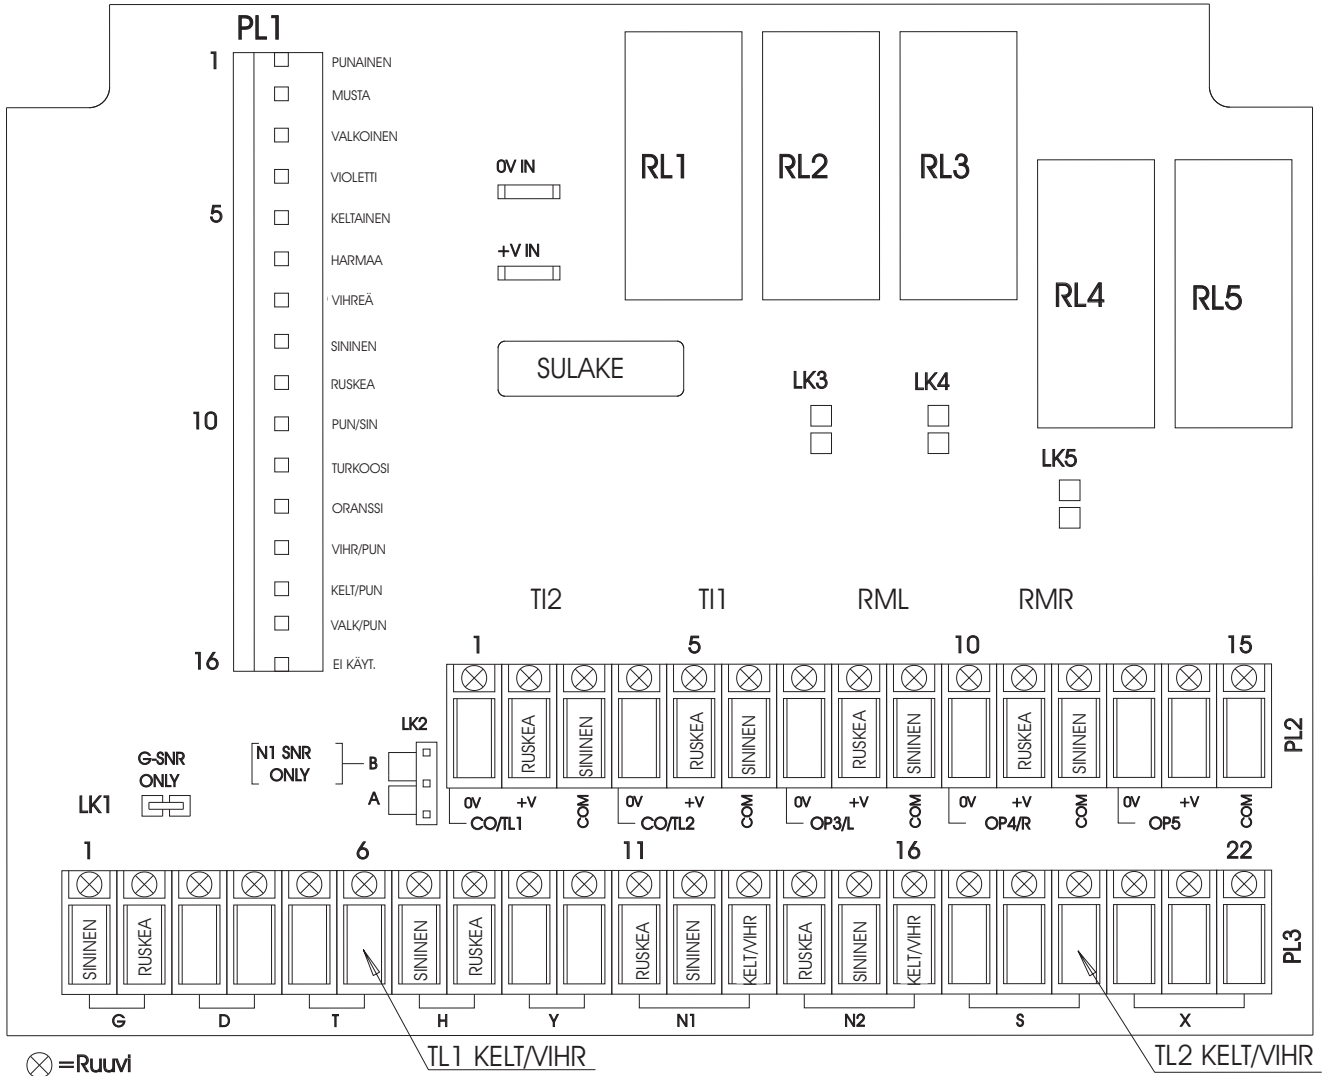 PL1
1 PUNAINEN
MUSTA
VALKOINEN
VIOLETTI
5 KELTAINEN
HARMAA
VIHREÄ
SININEN
RUSKEA
10 PUN/SIN
TURKOOSI
ORANSSI
VIHR/PUN
KELT/PUN
VALK/PUN
16 EI KÄYT.
0V IN
+V IN
SULAKE
RL1 RL2 RL3
RL4 RL5
LK3 LK4
LK5
TI2 TI1 RML RMR
1 5 10 15
RUSKEA SININEN RUSKEA SININEN RUSKEA SININEN RUSKEA SININEN
PL2
0V +V COM 0V +V COM 0V +V COM 0V +V COM 0V +V COM
CO/TL1 CO/TL2 OP3/L OP4/R OP5
LK2
B
A
N1 SNR
ONLY
G-SNR
ONLY
LK1
1 6 11 16 22
SININEN RUSKEA SININEN RUSKEA RUSKEA SININEN KELT/VIHR RUSKEA SININEN KELT/VIHR
PL3
G D T H Y N1 N2 S X
TL1 KELT/VIHR
TL2 KELT/VIHR
=Ruuvi